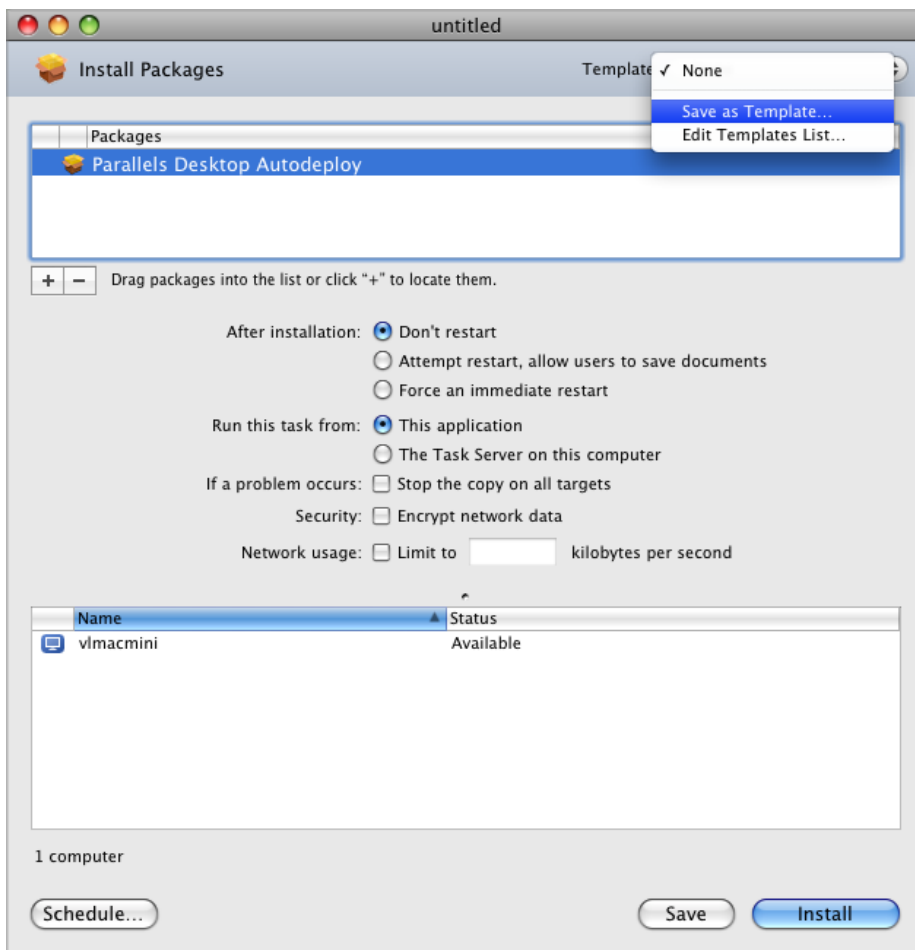 untitled
Install Packages
Template
✓ None
Save as Template...
Edit Templates List...
Packages
Parallels Desktop Autodeploy
+ − Drag packages into the list or click “+” to locate them.
After installation: Don't restart
Attempt restart, allow users to save documents
Force an immediate restart
Run this task from: This application
The Task Server on this computer
If a problem occurs: Stop the copy on all targets
Security: Encrypt network data
Network usage: Limit to kilobytes per second
Name Status
vlmacmini Available
1 computer
Schedule... Save Install